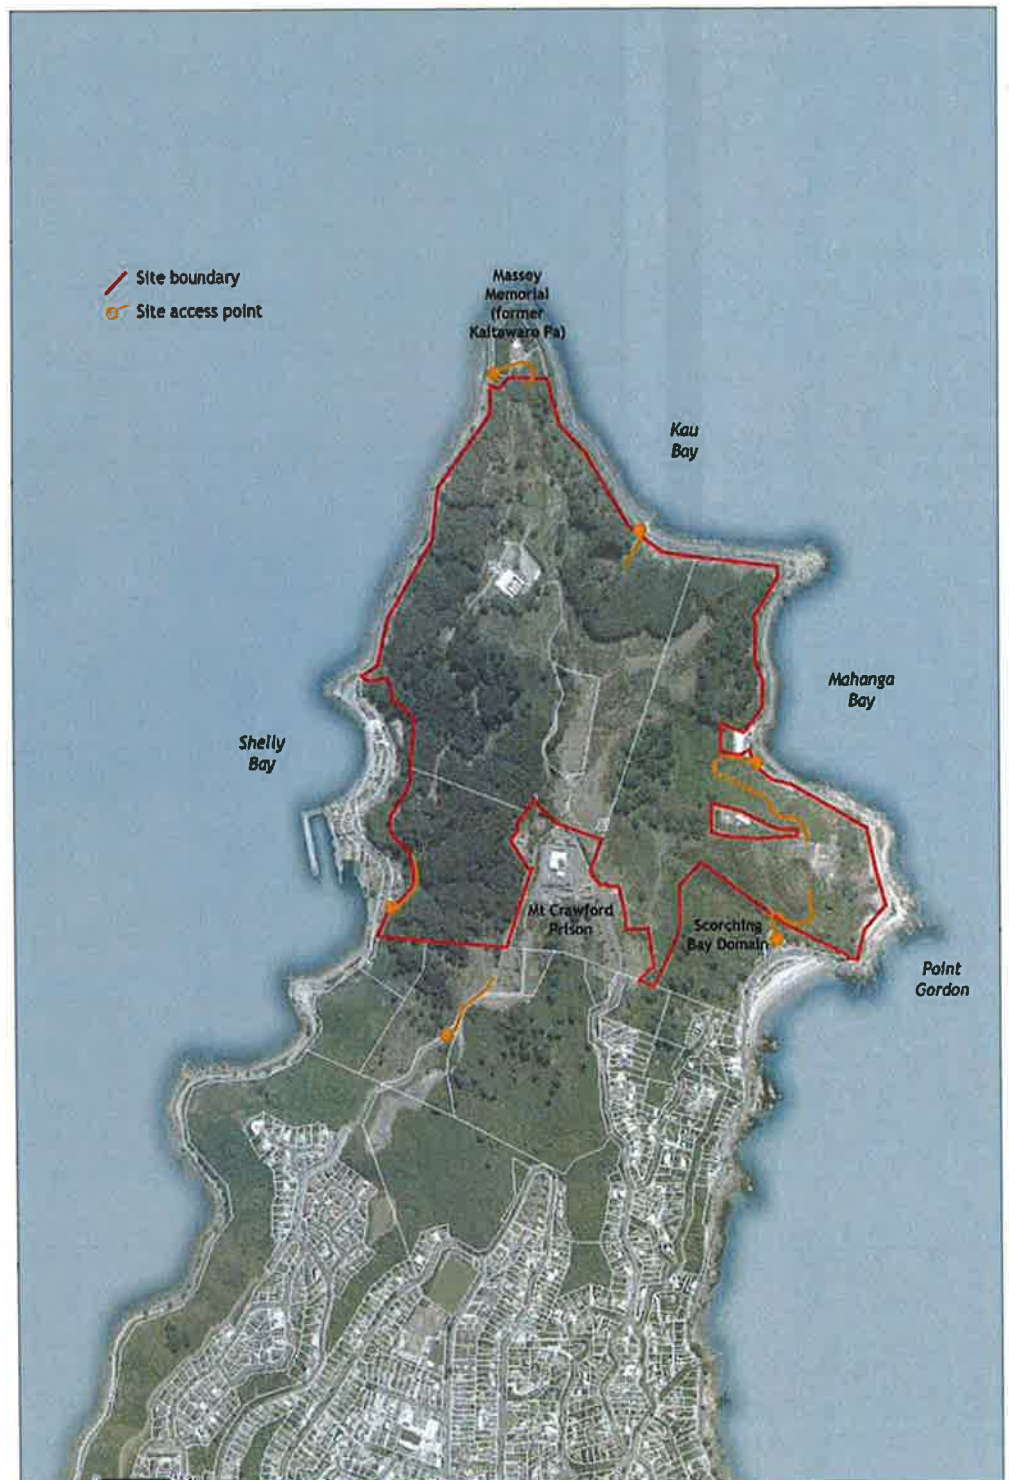 Site boundary
Site access point
Massey
Memorial
(former
Kaitawaro Pa)
Kau
Bay
Mahanga
Bay
Shelly
Bay
Mt Crawford
Prison
Scorching
Bay Domain
Point
Gordon